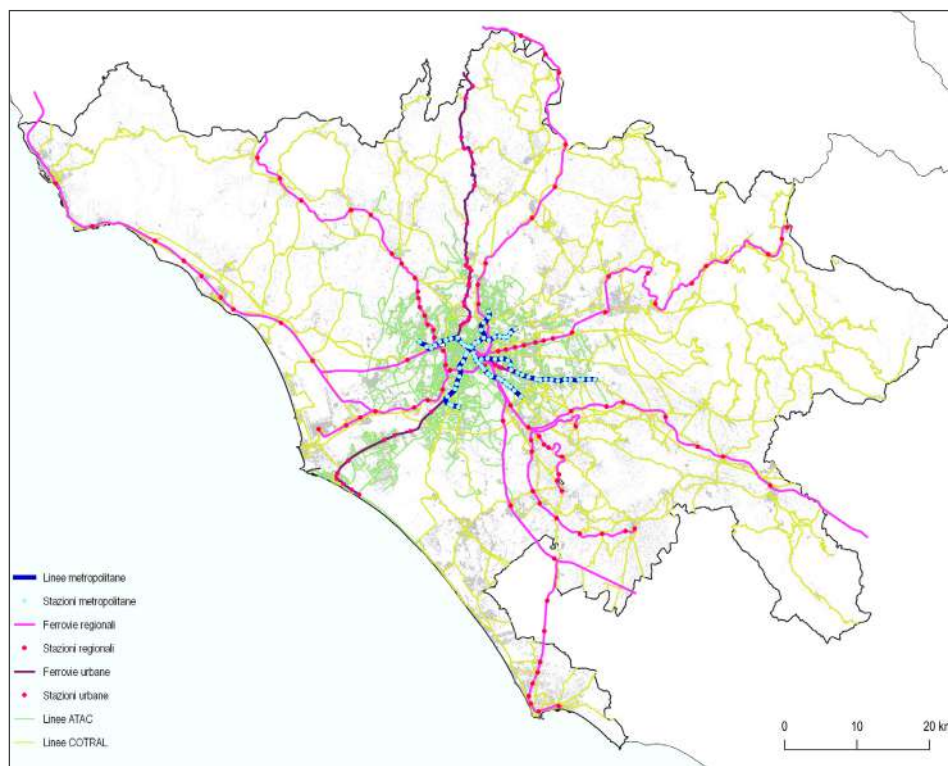 Linee metropolitane
Stazioni metropolitane
Ferrovie regionali
Stazioni regionali
Ferrovie urbane
Stazioni urbane
Linee ATAC
Linee COTRAL
0 10 20 km